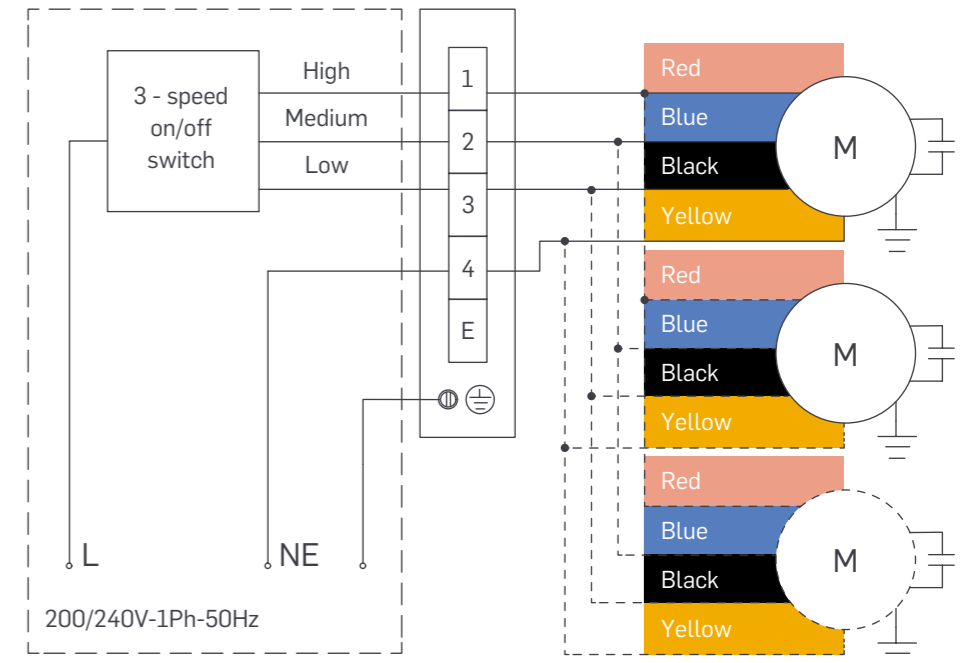 3 - speed
on/off
switch
High
Medium
Low
L
NE
200/240V-1Ph-50Hz
1
2
3
4
E
Red
Blue
Black
Yellow
M
Red
Blue
Black
Yellow
M
Red
Blue
Black
Yellow
M